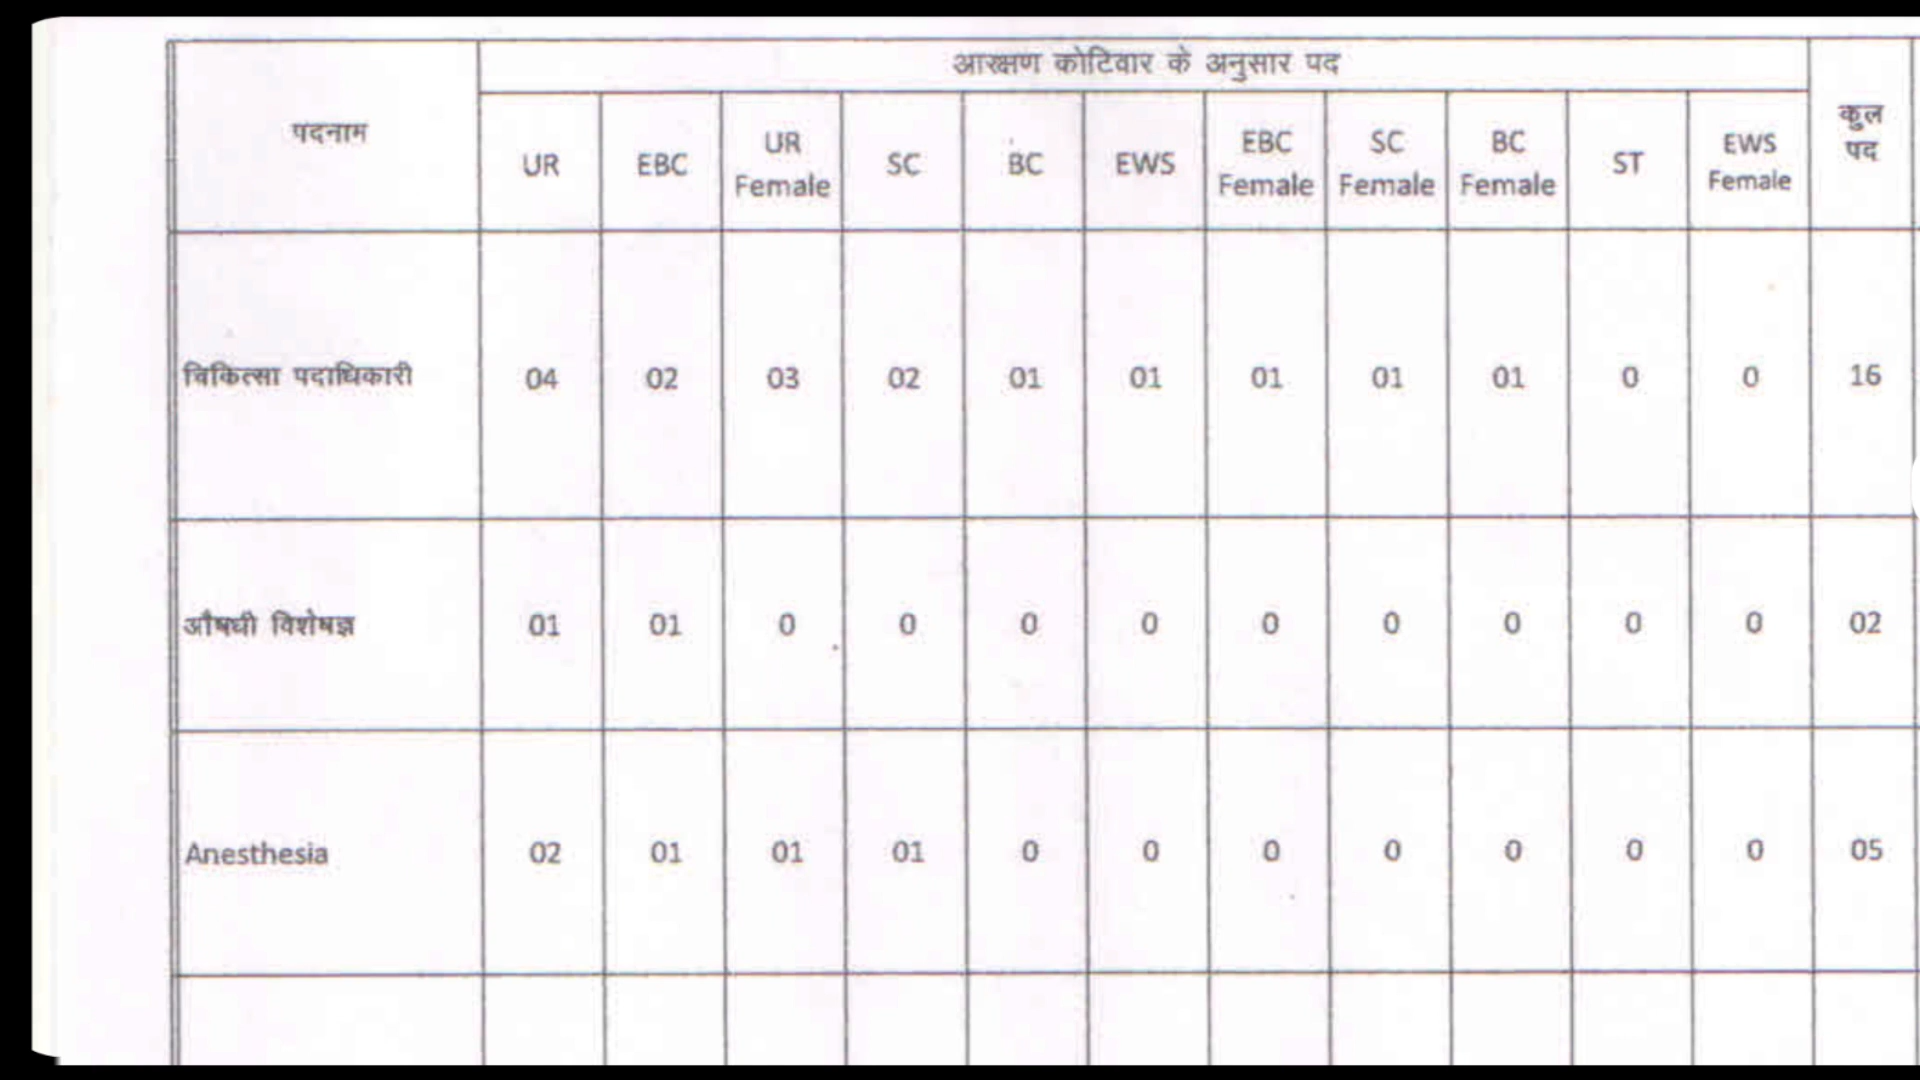 आरक्षण कोटिवार के अनुसार पद
पदनाम UR EBC UR Female SC BC EWS EBC Female SC Female BC Female ST EWS Female कुल पद
चिकित्सा पदाधिकारी 04 02 03 02 01 01 01 01 01 0 0 16
औषधी विशेषज्ञ 01 01 0 0 0 0 0 0 0 0 0 02
Anesthesia 02 01 01 01 0 0 0 0 0 0 0 05